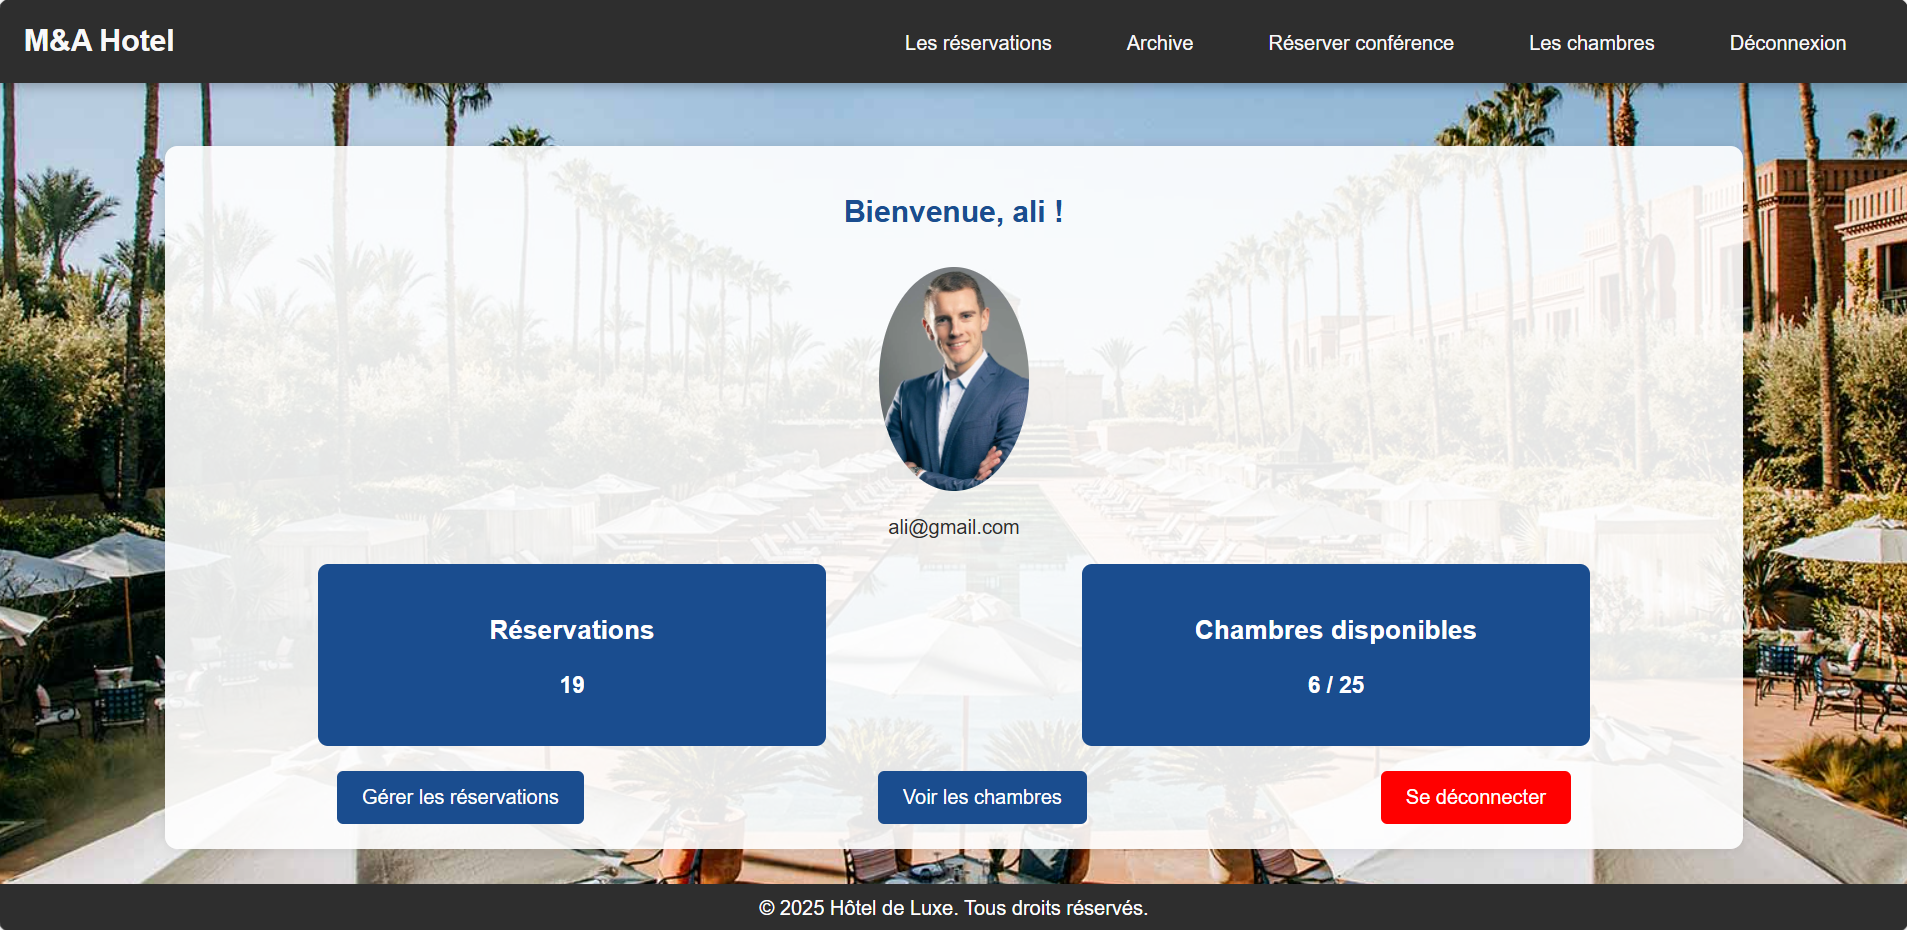 M&A Hotel
Les réservations
Archive
Réserver conférence
Les chambres
Déconnexion
Bienvenue, ali !
ali@gmail.com
Réservations
19
Chambres disponibles
6 / 25
Gérer les réservations
Voir les chambres
Se déconnecter
© 2025 Hôtel de Luxe. Tous droits réservés.